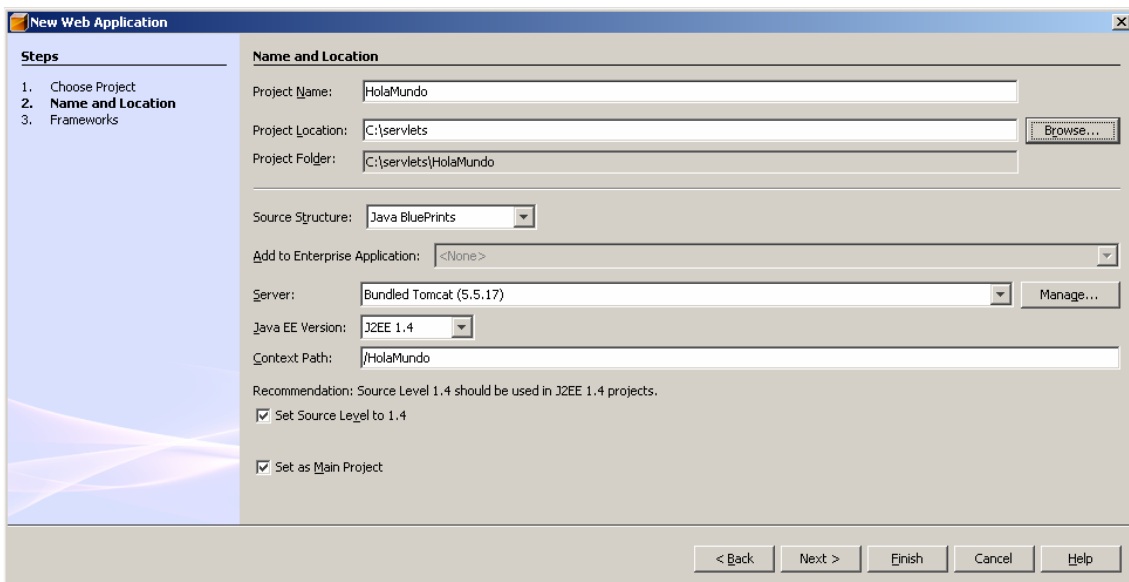 New Web Application
Steps
1. Choose Project
2. Name and Location
3. Frameworks
Name and Location
Project Name: HolaMundo
Project Location: C:\servlets Browse...
Project Folder: C:\servlets\HolaMundo
Source Structure: Java BluePrints
Add to Enterprise Application: <None>
Server: Bundled Tomcat (5.5.17) Manage...
Java EE Version: J2EE 1.4
Context Path: /HolaMundo
Recommendation: Source Level 1.4 should be used in J2EE 1.4 projects.
Set Source Level to 1.4
Set as Main Project
< Back Next > Finish Cancel Help